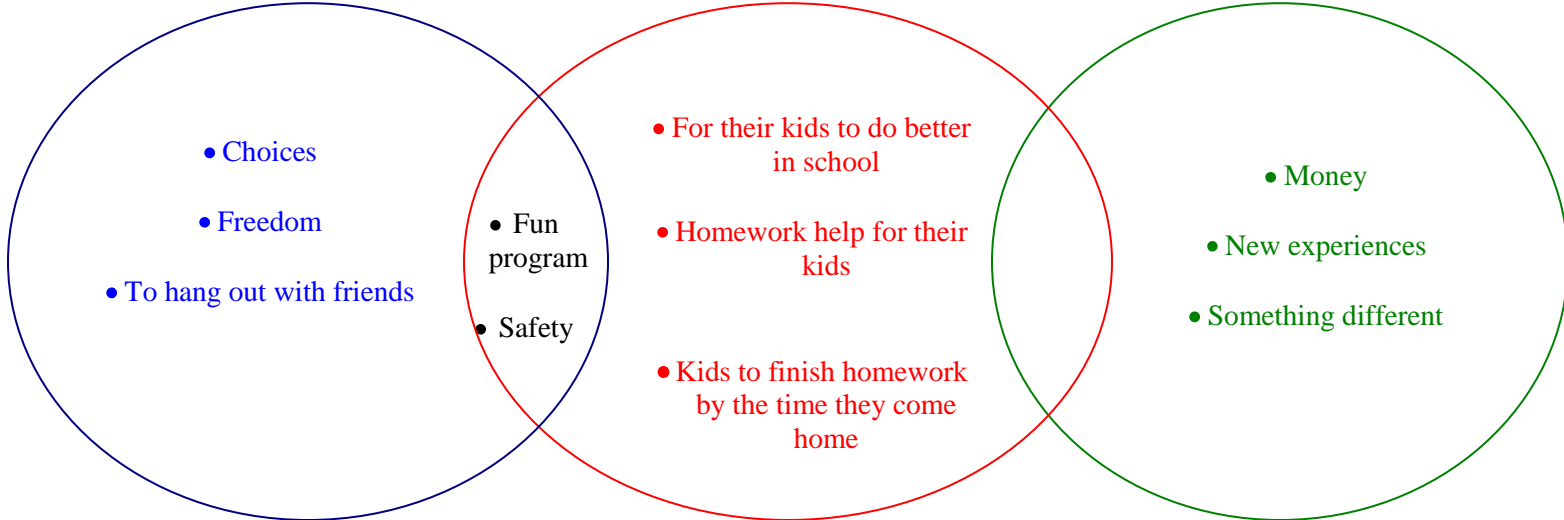 • Choices
• Freedom
• To hang out with friends
• Fun
program
• Safety
• For their kids to do better
in school
• Homework help for their
kids
• Kids to finish homework
by the time they come
home
• Money
• New experiences
• Something different